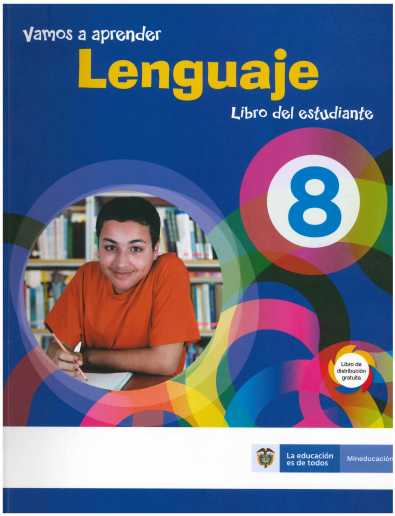 Vamos a aprender
Lenguaje
Libro del estudiante
8
Libro de
distribución
gratuita
La educación
es de todos
Mineducación